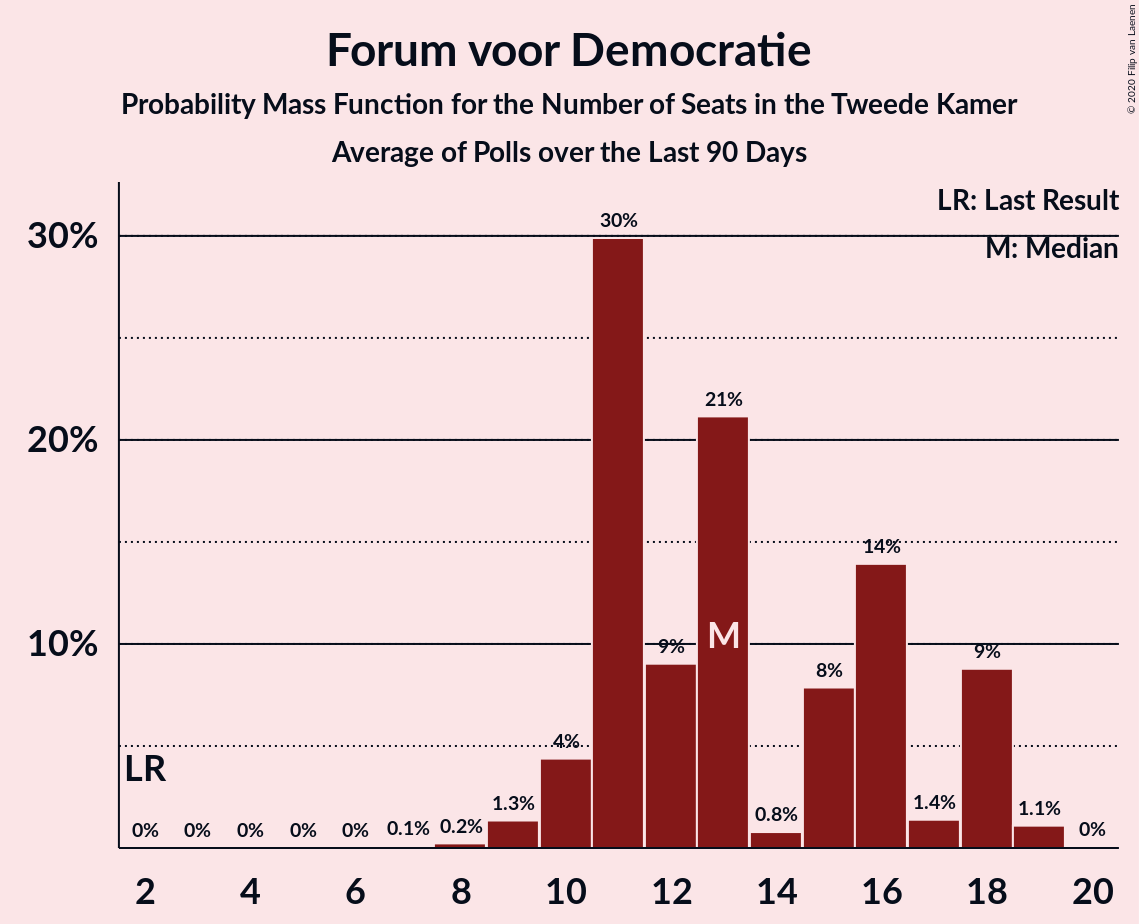 Forum voor Democratie
Probability Mass Function for the Number of Seats in the Tweede Kamer
Average of Polls over the Last 90 Days
© 2020 Filip van Laenen
LR: Last Result
M: Median
30%
20%
10%
30%
21%
14%
9%
9%
8%
4%
1.3%
0.8%
1.4%
1.1%
0% 0% 0% 0% 0% 0.1% 0.2% 0%
M
LR
2 4 6 8 10 12 14 16 18 20